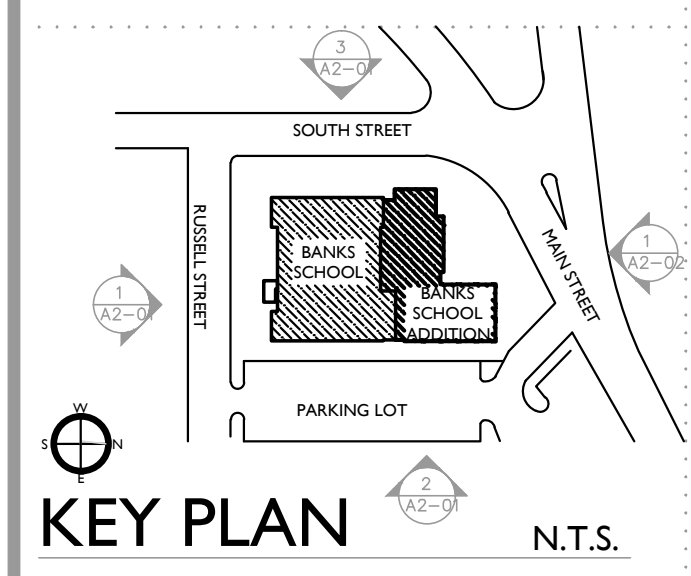 3
A2-01
SOUTH STREET
RUSSELL STREET
BANKS
SCHOOL
BANKS
SCHOOL
ADDITION
MAIN STREET
1
A2-02
1
A2-01
PARKING LOT
W
S N
E
2
A2-01
KEY PLAN
N.T.S.